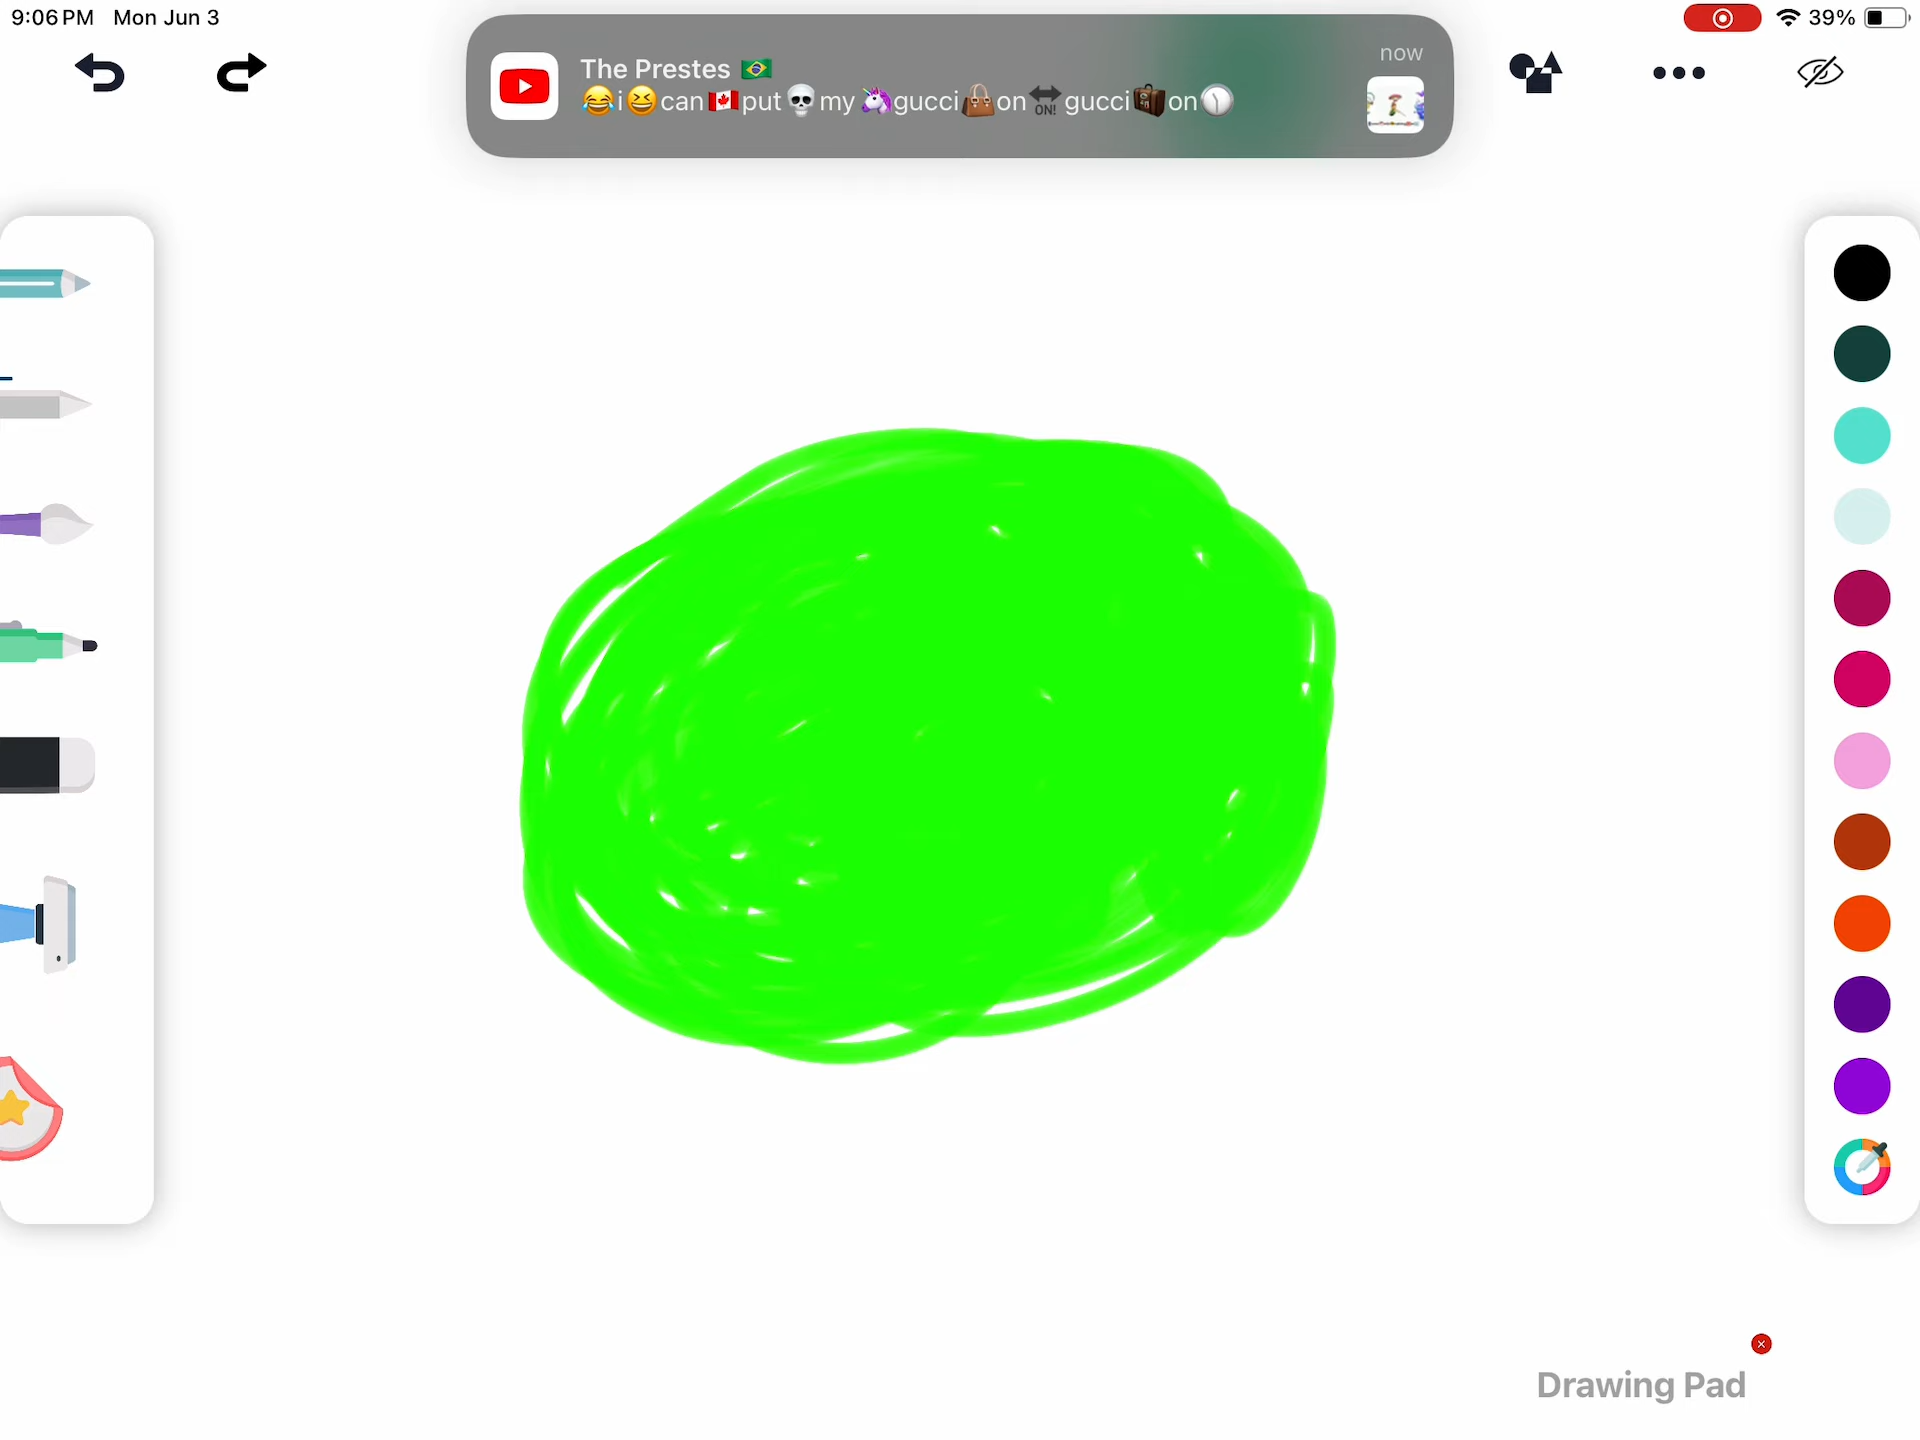 9:06 PM Mon Jun 3
39%
The Prestes 🇧🇷
now
😂i😆can🇨🇦put💀my🦄gucci👜on🔛gucci🧳on🕦
Drawing Pad